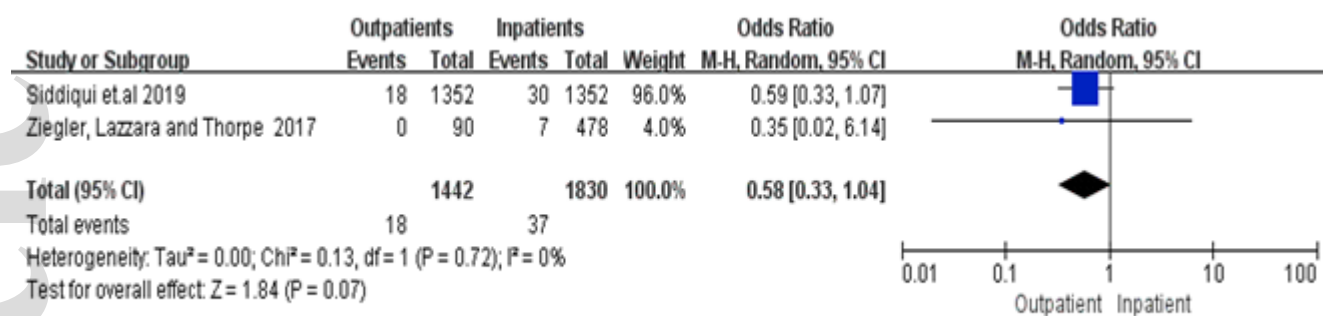 Outpatients Inpatients Odds Ratio Odds Ratio
Study or Subgroup Events Total Events Total Weight M-H, Random, 95% CI M-H, Random, 95% CI
Siddiqui et.al 2019 18 1352 30 1352 96.0% 0.59 [0.33, 1.07]
Ziegler, Lazzara and Thorpe 2017 0 90 7 478 4.0% 0.35 [0.02, 6.14]
Total (95% CI) 1442 1830 100.0% 0.58 [0.33, 1.04]
Total events 18 37
Heterogeneity: Tau² = 0.00; Chi² = 0.13, df = 1 (P = 0.72); I² = 0%
Test for overall effect: Z = 1.84 (P = 0.07)
0.01 0.1 1 10 100
Outpatient Inpatient